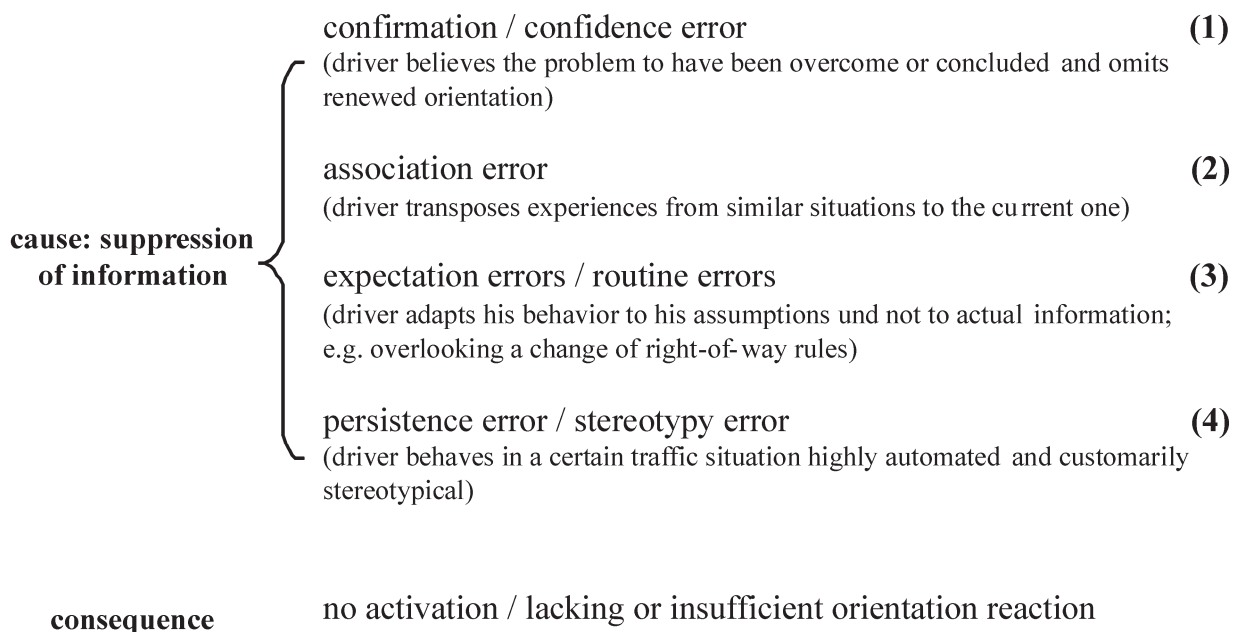 confirmation / confidence error (1)
(driver believes the problem to have been overcome or concluded and omits
renewed orientation)
association error (2)
(driver transposes experiences from similar situations to the current one)
cause: suppression
of information
expectation errors / routine errors (3)
(driver adapts his behavior to his assumptions und not to actual information;
e.g. overlooking a change of right-of-way rules)
persistence error / stereotypy error (4)
(driver behaves in a certain traffic situation highly automated and customarily
stereotypical)
consequence
no activation / lacking or insufficient orientation reaction